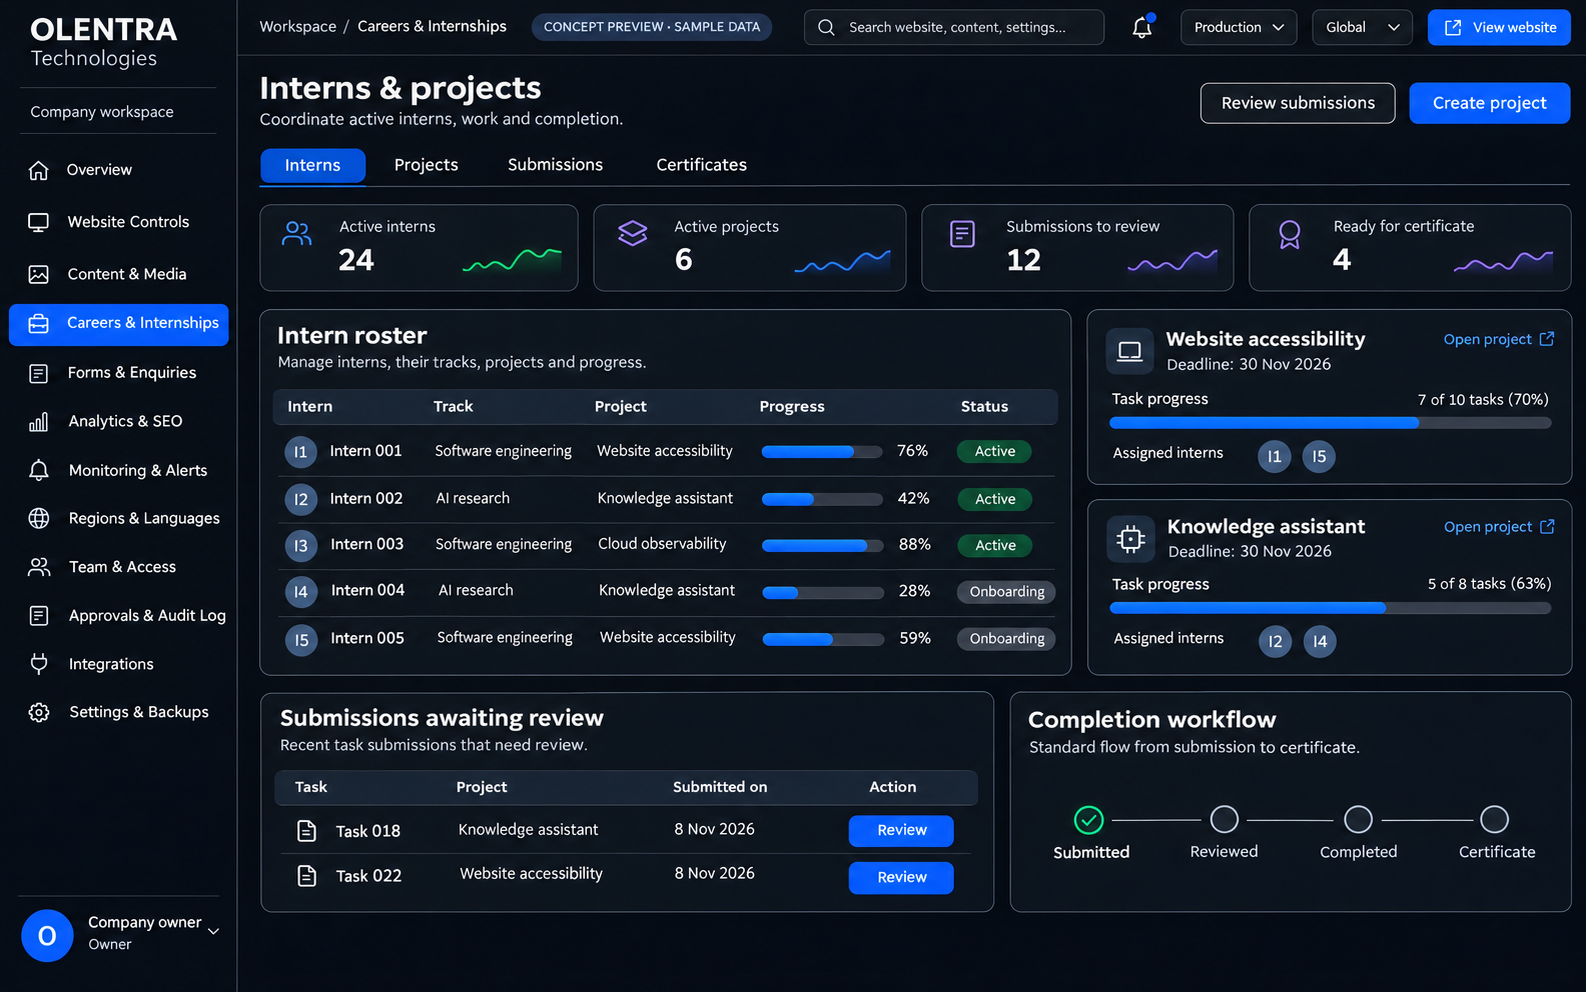 OLENTRA
Technologies
Company workspace
Overview
Website Controls
Content & Media
Careers & Internships
Forms & Enquiries
Analytics & SEO
Monitoring & Alerts
Regions & Languages
Team & Access
Approvals & Audit Log
Integrations
Settings & Backups
O
Company owner
Owner
Workspace / Careers & Internships
CONCEPT PREVIEW · SAMPLE DATA
Search website, content, settings...
Production
Global
View website
Interns & projects
Coordinate active interns, work and completion.
Review submissions
Create project
Interns
Projects
Submissions
Certificates
Active interns
24
Active projects
6
Submissions to review
12
Ready for certificate
4
Intern roster
Manage interns, their tracks, projects and progress.
Intern Track Project Progress Status
I1 Intern 001 Software engineering Website accessibility 76% Active
I2 Intern 002 AI research Knowledge assistant 42% Active
I3 Intern 003 Software engineering Cloud observability 88% Active
I4 Intern 004 AI research Knowledge assistant 28% Onboarding
I5 Intern 005 Software engineering Website accessibility 59% Onboarding
Website accessibility
Open project
Deadline: 30 Nov 2026
Task progress 7 of 10 tasks (70%)
Assigned interns I1 I5
Knowledge assistant
Open project
Deadline: 30 Nov 2026
Task progress 5 of 8 tasks (63%)
Assigned interns I2 I4
Submissions awaiting review
Recent task submissions that need review.
Task Project Submitted on Action
Task 018 Knowledge assistant 8 Nov 2026 Review
Task 022 Website accessibility 8 Nov 2026 Review
Completion workflow
Standard flow from submission to certificate.
Submitted Reviewed Completed Certificate